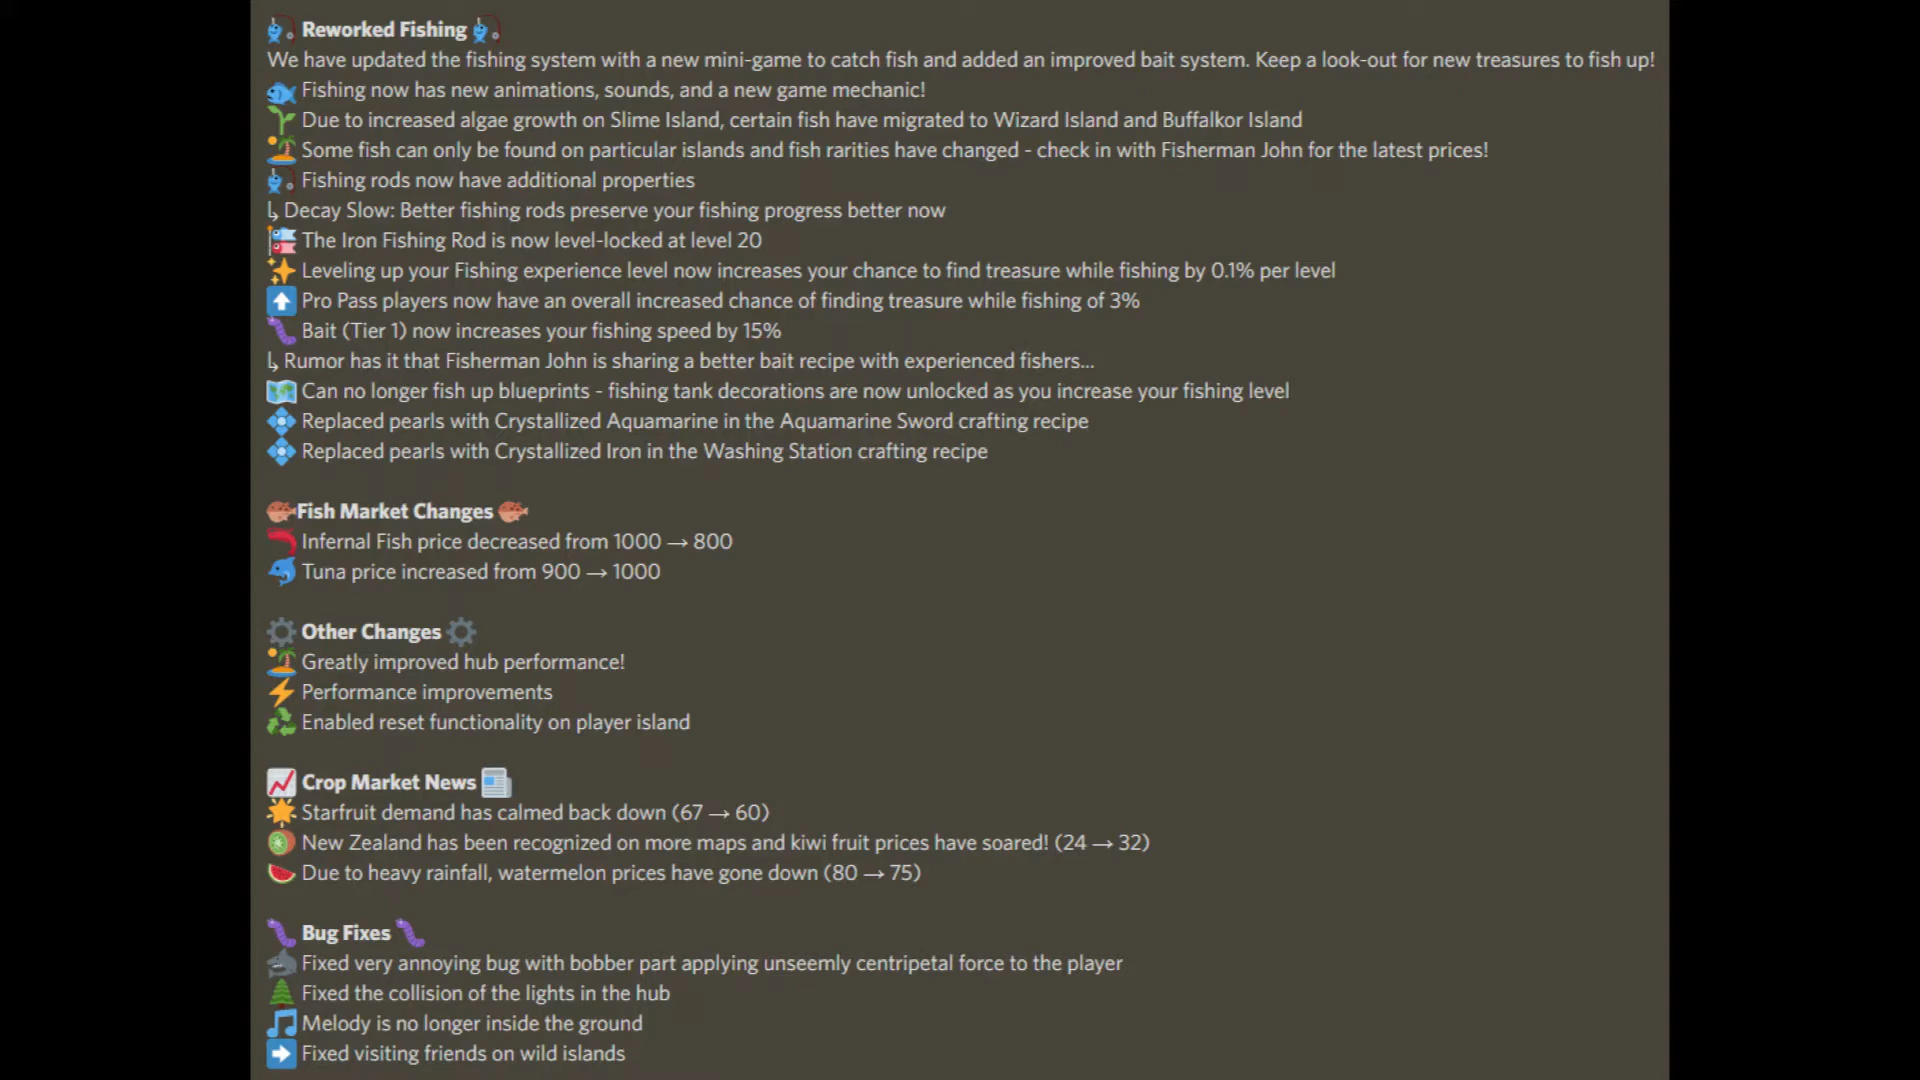 Reworked Fishing
We have updated the fishing system with a new mini-game to catch fish and added an improved bait system. Keep a look-out for new treasures to fish up!
Fishing now has new animations, sounds, and a new game mechanic!
Due to increased algae growth on Slime Island, certain fish have migrated to Wizard Island and Buffalkor Island
Some fish can only be found on particular islands and fish rarities have changed - check in with Fisherman John for the latest prices!
Fishing rods now have additional properties
↳ Decay Slow: Better fishing rods preserve your fishing progress better now
The Iron Fishing Rod is now level-locked at level 20
Leveling up your Fishing experience level now increases your chance to find treasure while fishing by 0.1% per level
Pro Pass players now have an overall increased chance of finding treasure while fishing of 3%
Bait (Tier 1) now increases your fishing speed by 15%
↳ Rumor has it that Fisherman John is sharing a better bait recipe with experienced fishers...
Can no longer fish up blueprints - fishing tank decorations are now unlocked as you increase your fishing level
Replaced pearls with Crystallized Aquamarine in the Aquamarine Sword crafting recipe
Replaced pearls with Crystallized Iron in the Washing Station crafting recipe
Fish Market Changes
Infernal Fish price decreased from 1000 → 800
Tuna price increased from 900 → 1000
Other Changes
Greatly improved hub performance!
Performance improvements
Enabled reset functionality on player island
Crop Market News
Starfruit demand has calmed back down (67 → 60)
New Zealand has been recognized on more maps and kiwi fruit prices have soared! (24 → 32)
Due to heavy rainfall, watermelon prices have gone down (80 → 75)
Bug Fixes
Fixed very annoying bug with bobber part applying unseemly centripetal force to the player
Fixed the collision of the lights in the hub
Melody is no longer inside the ground
Fixed visiting friends on wild islands